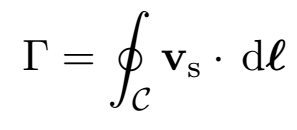 Γ = ∮_𝒞 𝐯_s · d𝓵